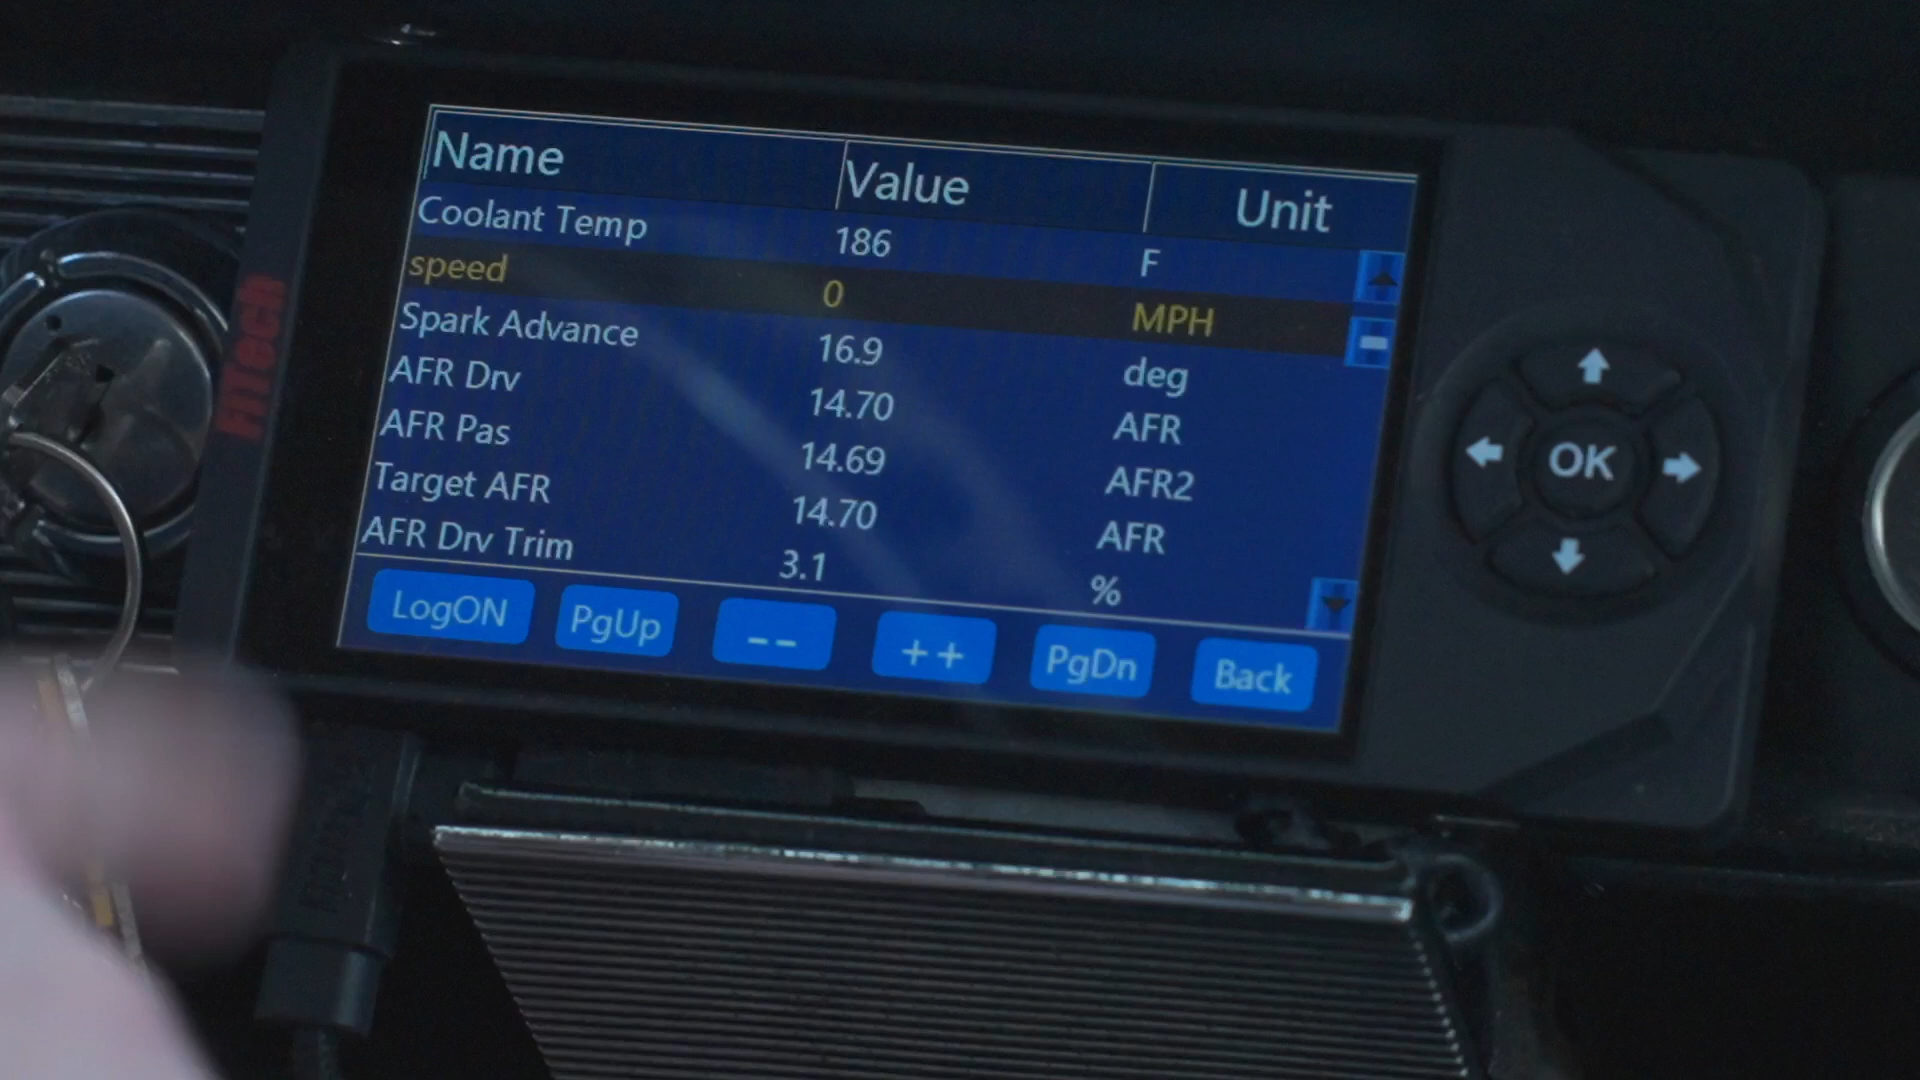 Name Value Unit
Coolant Temp 186 F
speed 0 MPH
Spark Advance 16.9 deg
AFR Drv 14.70 AFR
AFR Pas 14.69 AFR2
Target AFR 14.70 AFR
AFR Drv Trim 3.1 %
LogON PgUp -- ++ PgDn Back
FiTech
OK